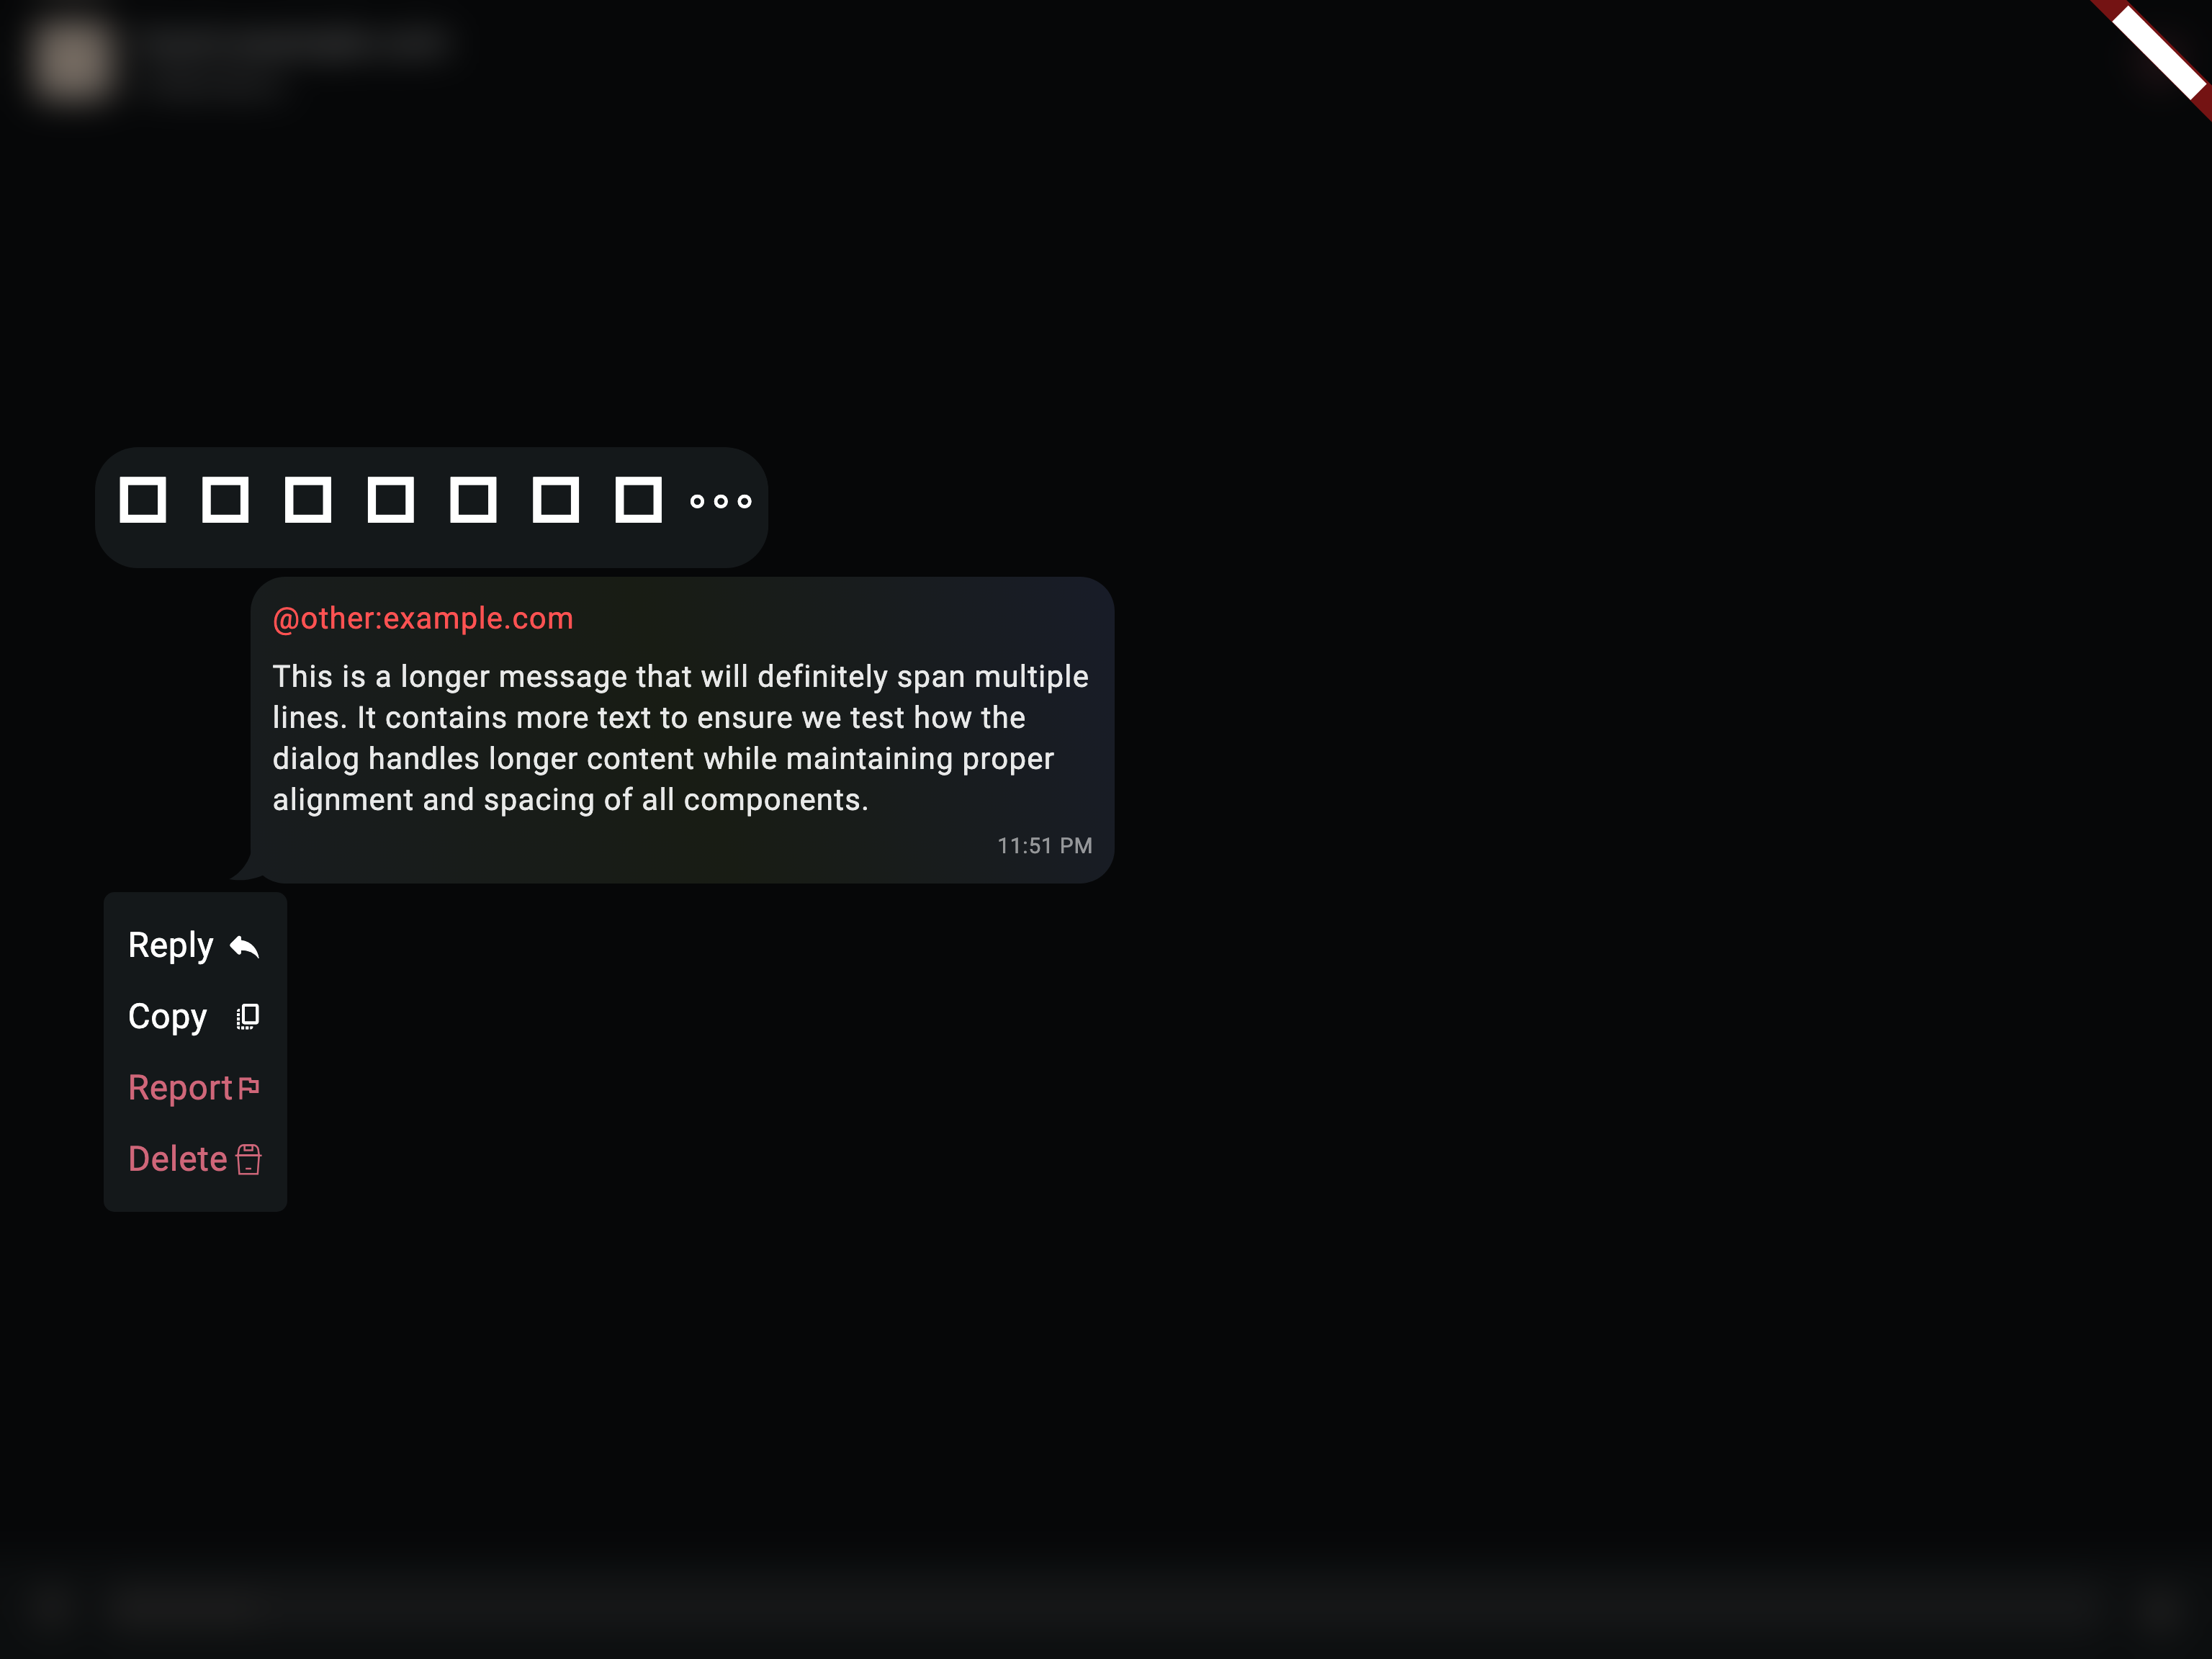 @other:example.com
This is a longer message that will definitely span multiple
lines. It contains more text to ensure we test how the
dialog handles longer content while maintaining proper
alignment and spacing of all components.
11:51 PM
Reply
Copy
Report
Delete